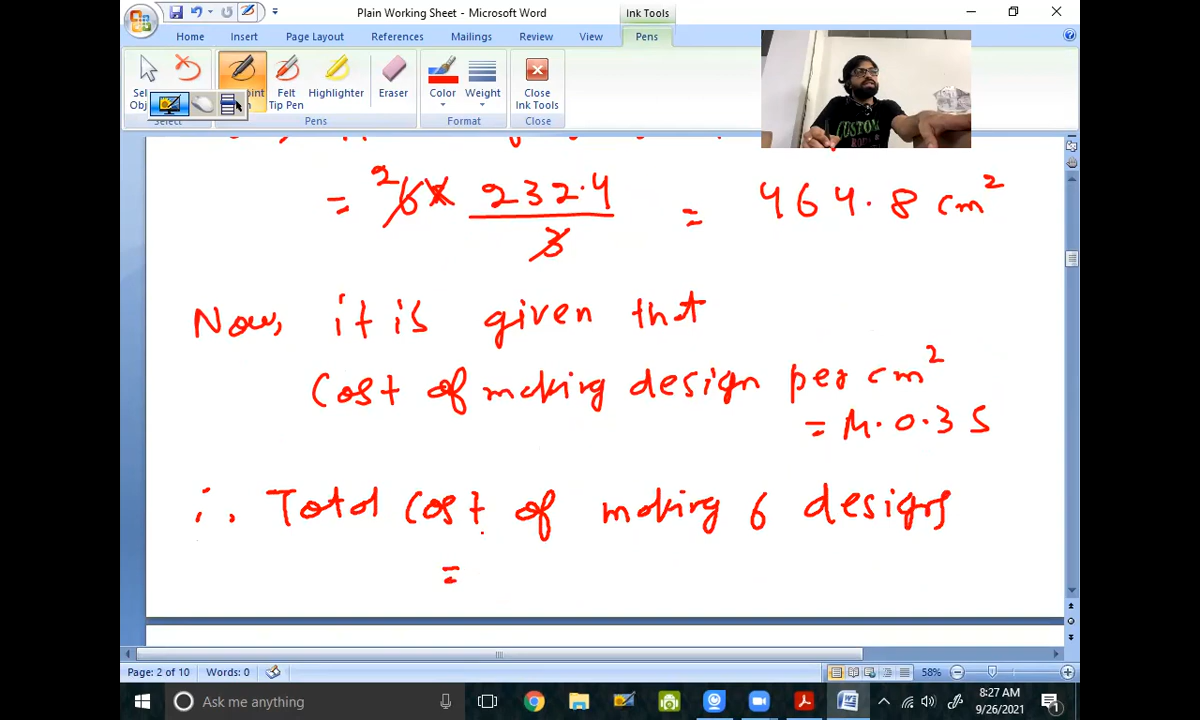 Plain Working Sheet - Microsoft Word
Ink Tools
Home Insert Page Layout References Mailings Review View Pens
Felt Tip Pen
Highlighter
Eraser
Color
Weight
Close Ink Tools
Select Pens Format Close
CUSTOM
= 2 6 × 232.4 / 3 = 464.8 cm²
Now, it is given that
Cost of making design per cm²
= Rs. 0.35
∴ Total cost of making 6 designs
=
Page: 2 of 10 Words: 0 58%
Ask me anything
8:27 AM
9/26/2021